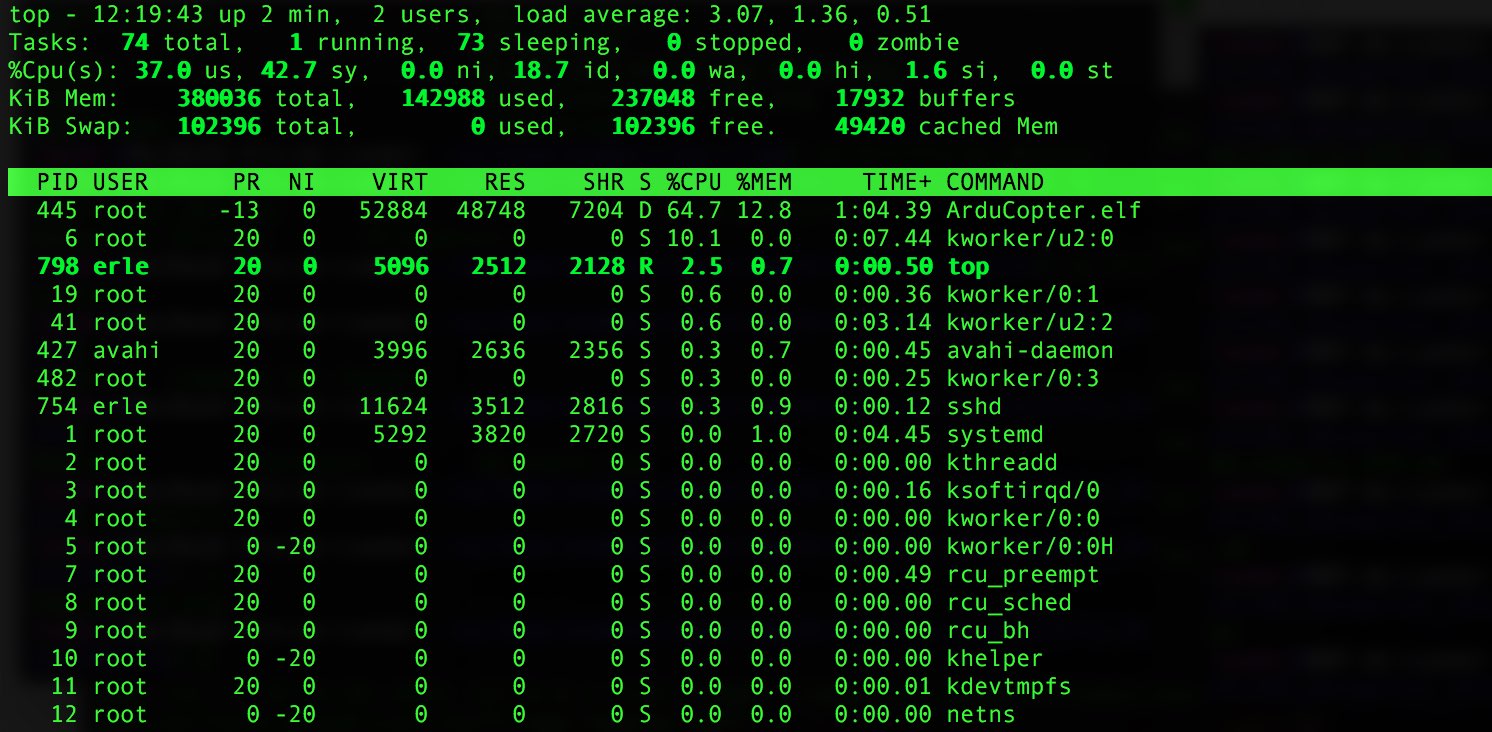 top - 12:19:43 up 2 min,  2 users,  load average: 3.07, 1.36, 0.51
Tasks:  74 total,   1 running,  73 sleeping,   0 stopped,   0 zombie
%Cpu(s): 37.0 us, 42.7 sy,  0.0 ni, 18.7 id,  0.0 wa,  0.0 hi,  1.6 si,  0.0 st
KiB Mem:    380036 total,   142988 used,   237048 free,    17932 buffers
KiB Swap:   102396 total,        0 used,   102396 free.    49420 cached Mem
  PID USER      PR  NI    VIRT    RES    SHR S %CPU %MEM     TIME+ COMMAND
  445 root     -13   0   52884  48748   7204 D 64.7 12.8   1:04.39 ArduCopter.elf
    6 root      20   0       0      0      0 S 10.1  0.0   0:07.44 kworker/u2:0
  798 erle      20   0    5096   2512   2128 R  2.5  0.7   0:00.50 top
   19 root      20   0       0      0      0 S  0.6  0.0   0:00.36 kworker/0:1
   41 root      20   0       0      0      0 S  0.6  0.0   0:03.14 kworker/u2:2
  427 avahi     20   0    3996   2636   2356 S  0.3  0.7   0:00.45 avahi-daemon
  482 root      20   0       0      0      0 S  0.3  0.0   0:00.25 kworker/0:3
  754 erle      20   0   11624   3512   2816 S  0.3  0.9   0:00.12 sshd
    1 root      20   0    5292   3820   2720 S  0.0  1.0   0:04.45 systemd
    2 root      20   0       0      0      0 S  0.0  0.0   0:00.00 kthreadd
    3 root      20   0       0      0      0 S  0.0  0.0   0:00.16 ksoftirqd/0
    4 root      20   0       0      0      0 S  0.0  0.0   0:00.00 kworker/0:0
    5 root       0 -20       0      0      0 S  0.0  0.0   0:00.00 kworker/0:0H
    7 root      20   0       0      0      0 S  0.0  0.0   0:00.49 rcu_preempt
    8 root      20   0       0      0      0 S  0.0  0.0   0:00.00 rcu_sched
    9 root      20   0       0      0      0 S  0.0  0.0   0:00.00 rcu_bh
   10 root       0 -20       0      0      0 S  0.0  0.0   0:00.00 khelper
   11 root      20   0       0      0      0 S  0.0  0.0   0:00.01 kdevtmpfs
   12 root       0 -20       0      0      0 S  0.0  0.0   0:00.00 netns